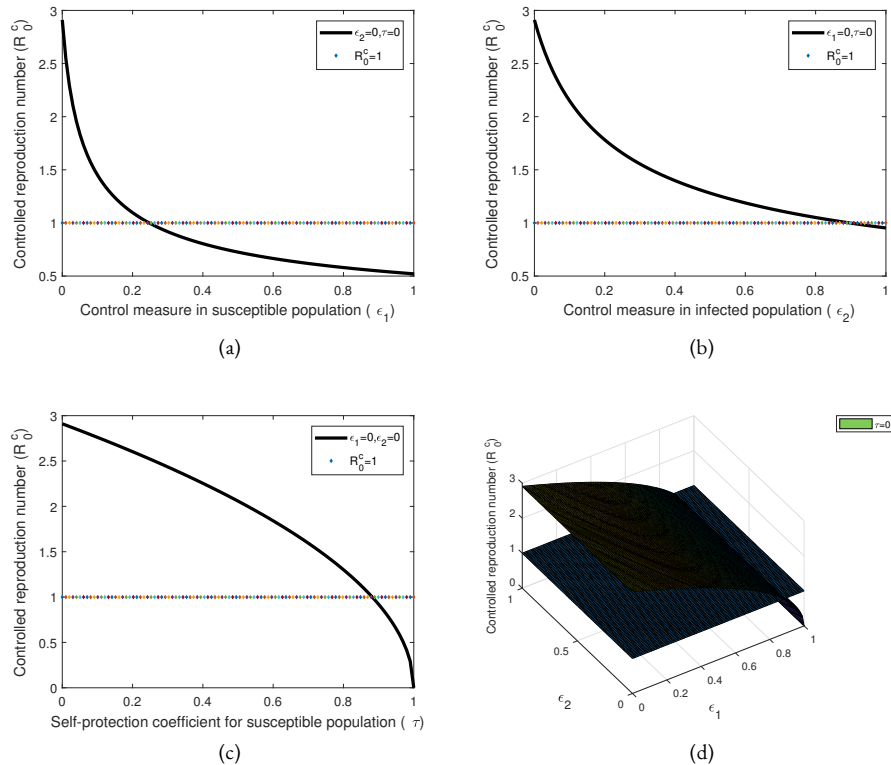 3
2.5
2
1.5
1
0.5
0
0.2
0.4
0.6
0.8
1
Controlled reproduction number (R₀ᶜ)
Control measure in susceptible population ( ϵ₁)
ϵ₂=0,τ=0
R₀ᶜ=1
(a)
3
2.5
2
1.5
1
0.5
0
0.2
0.4
0.6
0.8
1
Controlled reproduction number (R₀ᶜ)
Control measure in infected population ( ϵ₂)
ϵ₁=0,τ=0
R₀ᶜ=1
(b)
3
2.5
2
1.5
1
0.5
0
0
0.2
0.4
0.6
0.8
1
Controlled reproduction number (R₀ᶜ)
Self-protection coefficient for susceptible population ( τ)
ϵ₁=0,ϵ₂=0
R₀ᶜ=1
(c)
τ=0
Controlled reproduction number (R₀ᶜ)
3
2
1
0
1
0.5
0
ϵ₂
0
0.2
0.4
0.6
0.8
1
ϵ₁
(d)